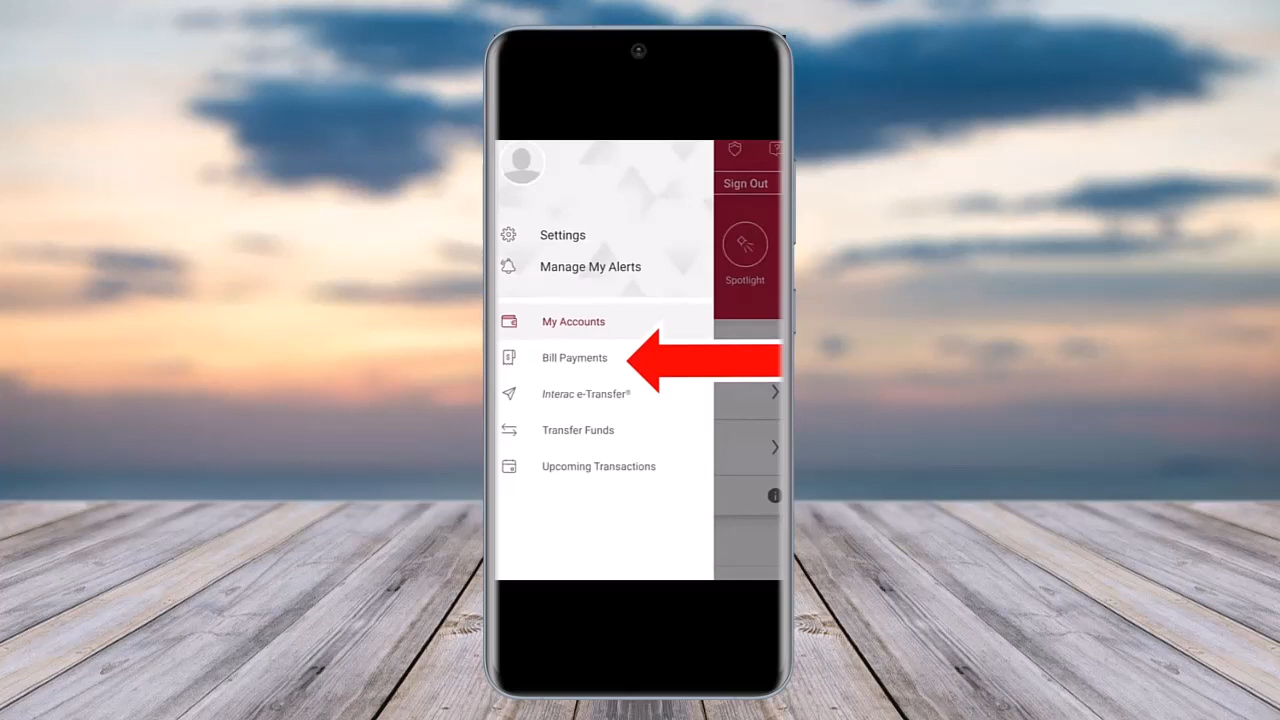 Sign Out
Settings
Manage My Alerts
Spotlight
My Accounts
Bill Payments
Interac e-Transfer®
Transfer Funds
Upcoming Transactions